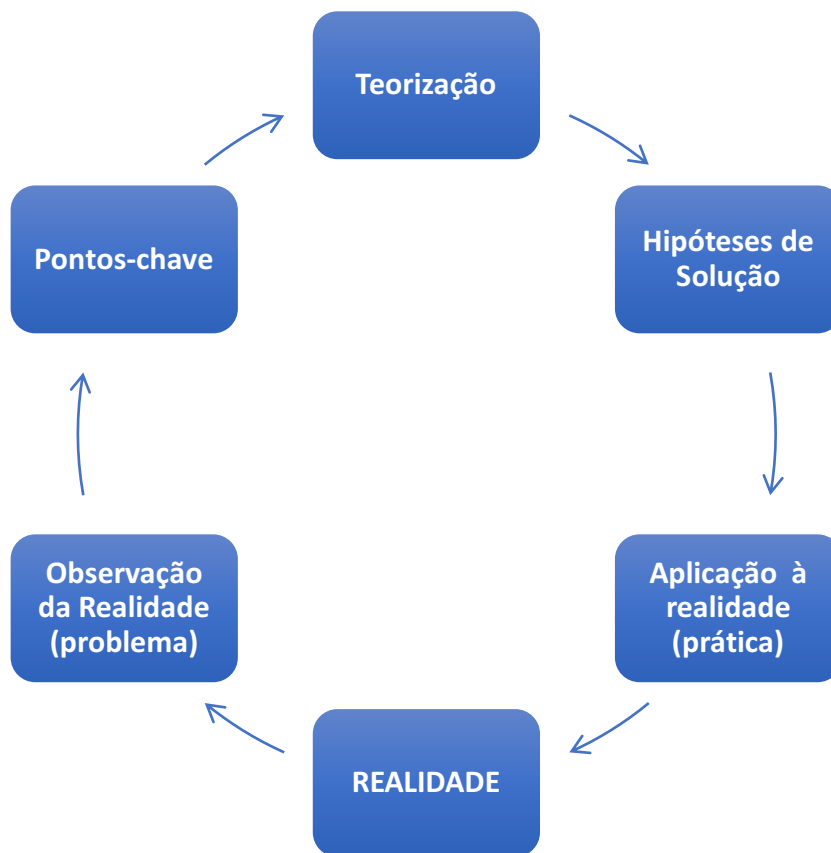 Teorização
Pontos-chave
Hipóteses de
Solução
Observação
da Realidade
(problema)
Aplicação à
realidade
(prática)
REALIDADE